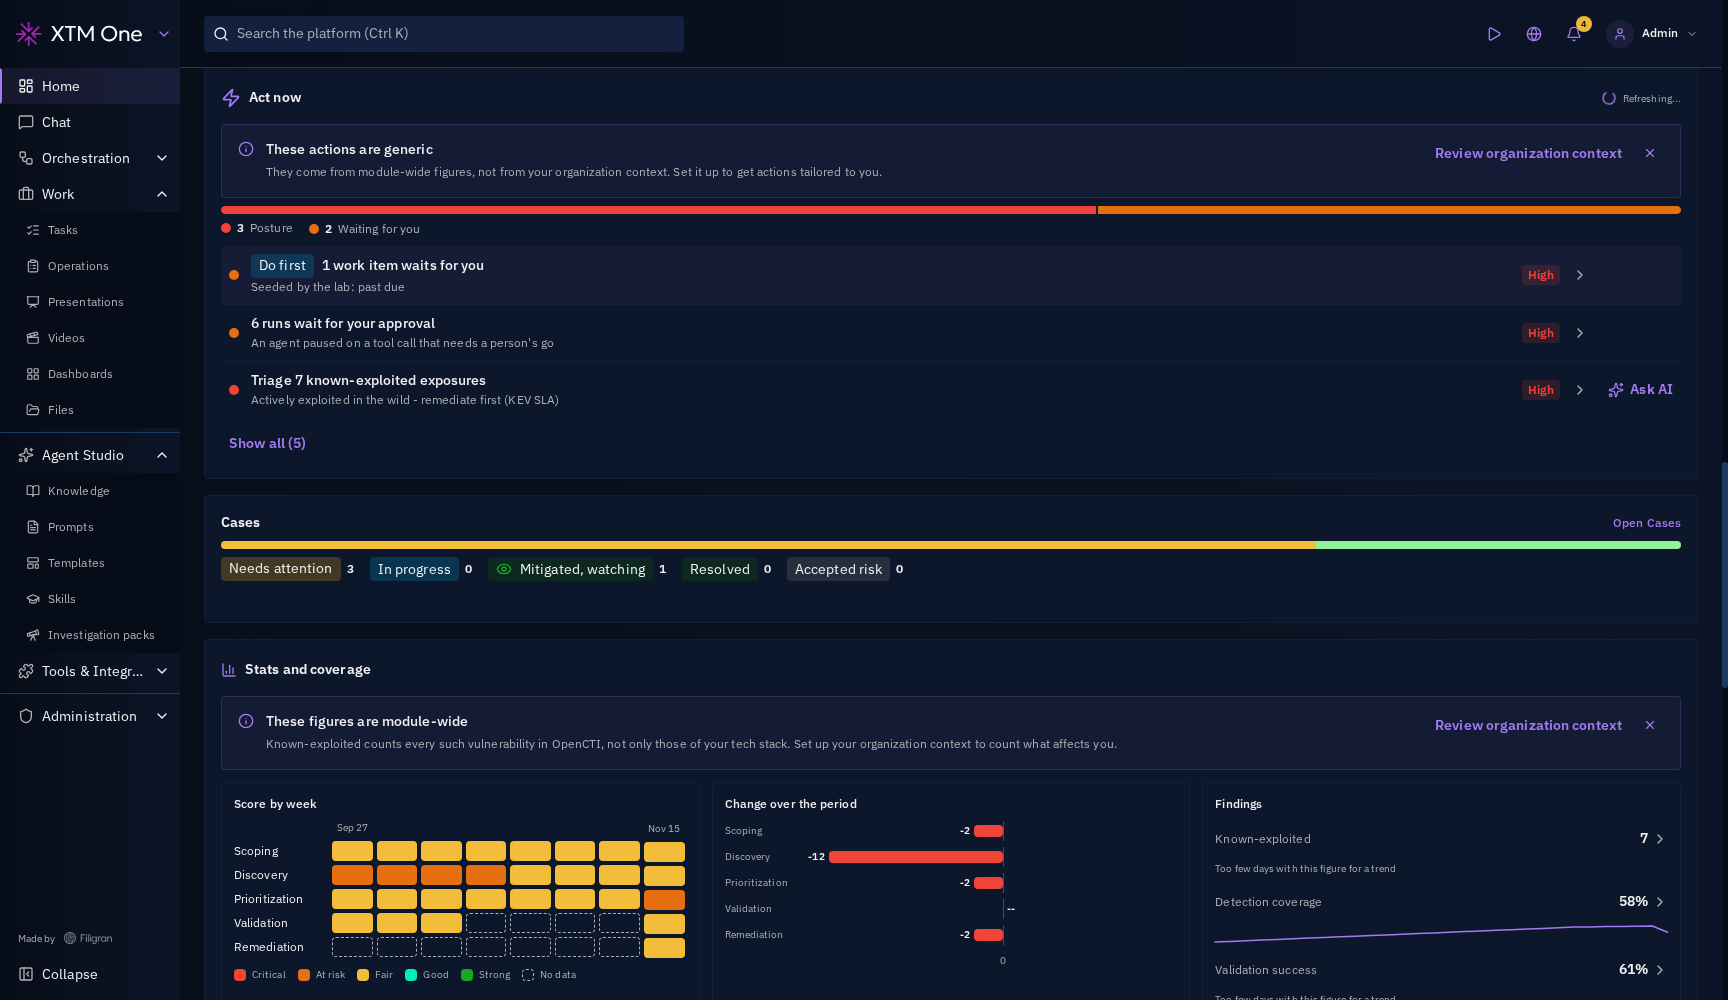 XTM One
Search the platform (Ctrl K)
4
Admin
Home
Chat
Orchestration
Work
Tasks
Operations
Presentations
Videos
Dashboards
Files
Agent Studio
Knowledge
Prompts
Templates
Skills
Investigation packs
Tools & Integr...
Administration
Made by Filigran
Collapse
Act now
Refreshing...
These actions are generic
They come from module-wide figures, not from your organization context. Set it up to get actions tailored to you.
Review organization context
3 Posture
2 Waiting for you
Do first 1 work item waits for you
Seeded by the lab: past due
High
6 runs wait for your approval
An agent paused on a tool call that needs a person's go
High
Triage 7 known-exploited exposures
Actively exploited in the wild - remediate first (KEV SLA)
High
Ask AI
Show all (5)
Cases
Open Cases
Needs attention 3
In progress 0
Mitigated, watching 1
Resolved 0
Accepted risk 0
Stats and coverage
These figures are module-wide
Known-exploited counts every such vulnerability in OpenCTI, not only those of your tech stack. Set up your organization context to count what affects you.
Review organization context
Score by week
Sep 27
Nov 15
Scoping
Discovery
Prioritization
Validation
Remediation
Critical
At risk
Fair
Good
Strong
No data
Change over the period
Scoping -2
Discovery -12
Prioritization -2
Validation --
Remediation -2
0
Findings
Known-exploited 7
Too few days with this figure for a trend
Detection coverage 58%
Validation success 61%
Too few days with this figure for a trend